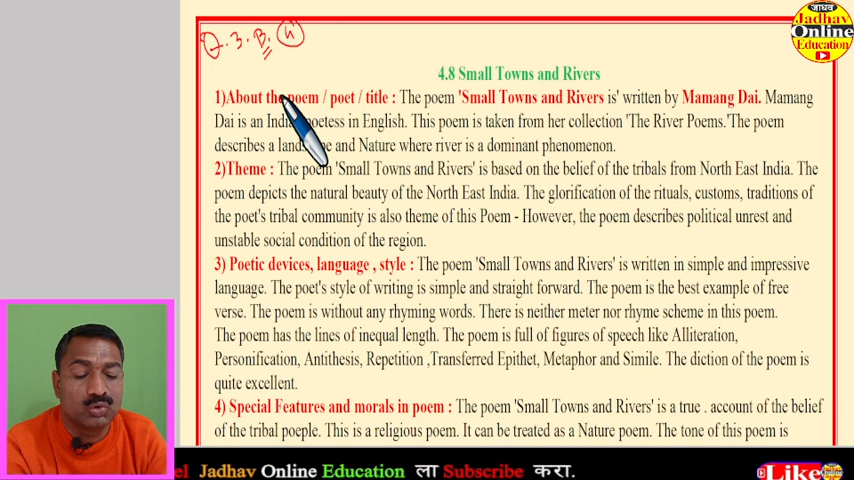 Q. 3. B. (4)
जाधव
Jadhav
Online
Education
4.8 Small Towns and Rivers
1)About the poem / poet / title : The poem 'Small Towns and Rivers is' written by Mamang Dai. Mamang
Dai is an Indian poetess in English. This poem is taken from her collection 'The River Poems.'The poem
describes a landscape and Nature where river is a dominant phenomenon.
2)Theme : The poem 'Small Towns and Rivers' is based on the belief of the tribals from North East India. The
poem depicts the natural beauty of the North East India. The glorification of the rituals, customs, traditions of
the poet's tribal community is also theme of this Poem - However, the poem describes political unrest and
unstable social condition of the region.
3) Poetic devices, language , style : The poem 'Small Towns and Rivers' is written in simple and impressive
language. The poet's style of writing is simple and straight forward. The poem is the best example of free
verse. The poem is without any rhyming words. There is neither meter nor rhyme scheme in this poem.
The poem has the lines of inequal length. The poem is full of figures of speech like Alliteration,
Personification, Antithesis, Repetition ,Transferred Epithet, Metaphor and Simile. The diction of the poem is
quite excellent.
4) Special Features and morals in poem : The poem 'Small Towns and Rivers' is a true . account of the belief
of the tribal poeple. This is a religious poem. It can be treated as a Nature poem. The tone of this poem is
el Jadhav Online Education ला Subscribe करा.
Like